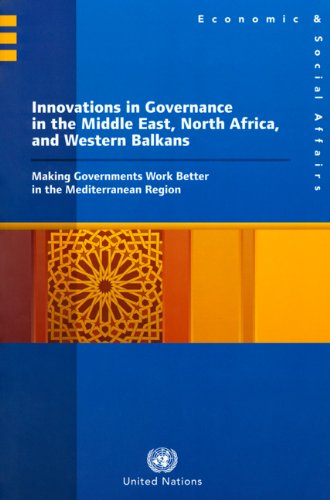 Economic & Social Affairs
Innovations in Governance
in the Middle East, North Africa,
and Western Balkans
Making Governments Work Better
in the Mediterranean Region
United Nations